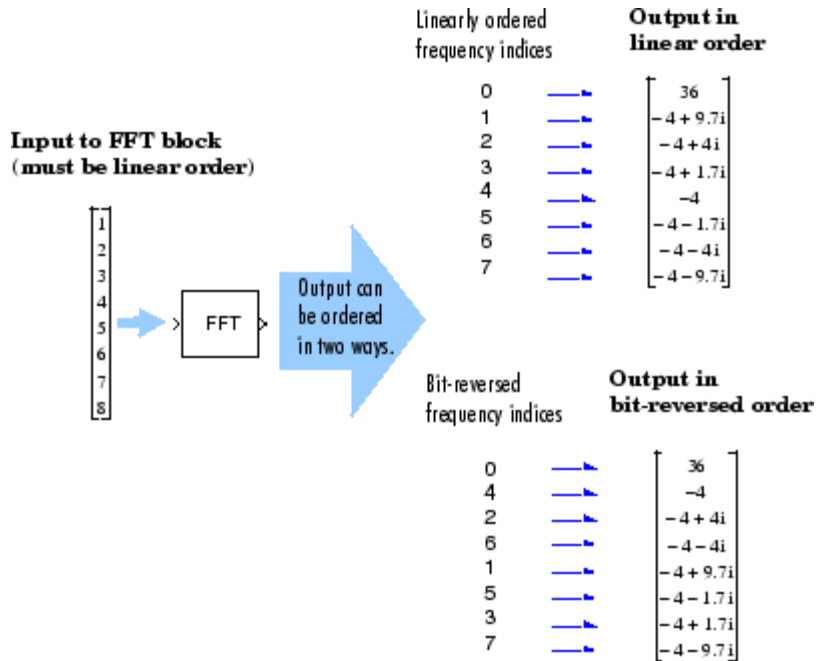 Input to FFT block
(must be linear order)
1
2
3
4
5
6
7
8
FFT
Output can
be ordered
in two ways.
Linearly ordered
frequency indices
0
1
2
3
4
5
6
7
Output in
linear order
36
-4 + 9.7i
-4 + 4i
-4 + 1.7i
-4
-4 - 1.7i
-4 - 4i
-4 - 9.7i
Bit-reversed
frequency indices
0
4
2
6
1
5
3
7
Output in
bit-reversed order
36
-4
-4 + 4i
-4 - 4i
-4 + 9.7i
-4 - 1.7i
-4 + 1.7i
-4 - 9.7i